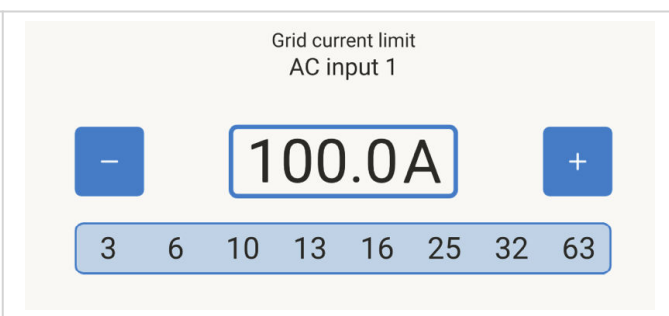 Grid current limit
AC input 1
− 100.0A +
3 6 10 13 16 25 32 63